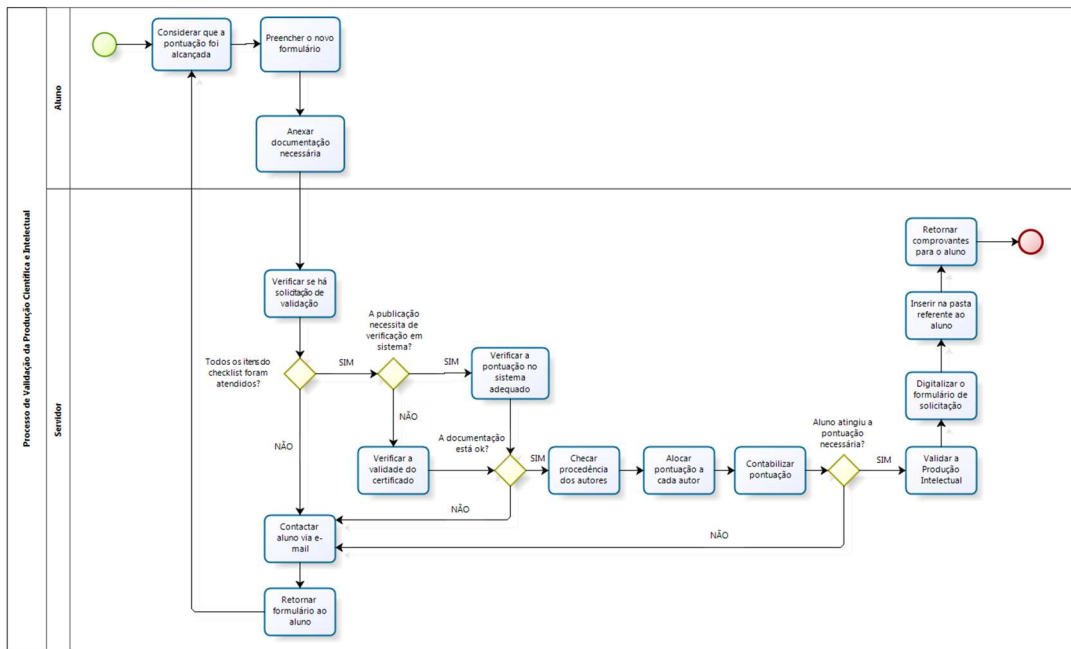 Processo de Validação da Produção Científica e Intelectual
Aluno
Considerar que a
pontuação foi
alcançada
Preencher o novo
formulário
Anexar
documentação
necessária
Servidor
Verificar se há
solicitação de
validação
Todos os itensdo
checklist foram
atendidos?
SIM
NÃO
A publicação
necessita de
verificação em
sistema?
SIM
NÃO
Verificar a
pontuação no
sistema
adequado
Verificar a
validade do
certificado
A documentação
está ok?
SIM
NÃO
Checar
procedência
dos autores
Alocar
pontuação a
cada autor
Contabilizar
pontuação
Aluno atingiu a
pontuação
necessária?
SIM
NÃO
Validar a
Produção
Intelectual
Digitalizar o
formulário de
solicitação
Inserir na pasta
referente ao
aluno
Retornar
comprovantes
para o aluno
Contactar
aluno via e-
mail
Retornar
formulário ao
aluno